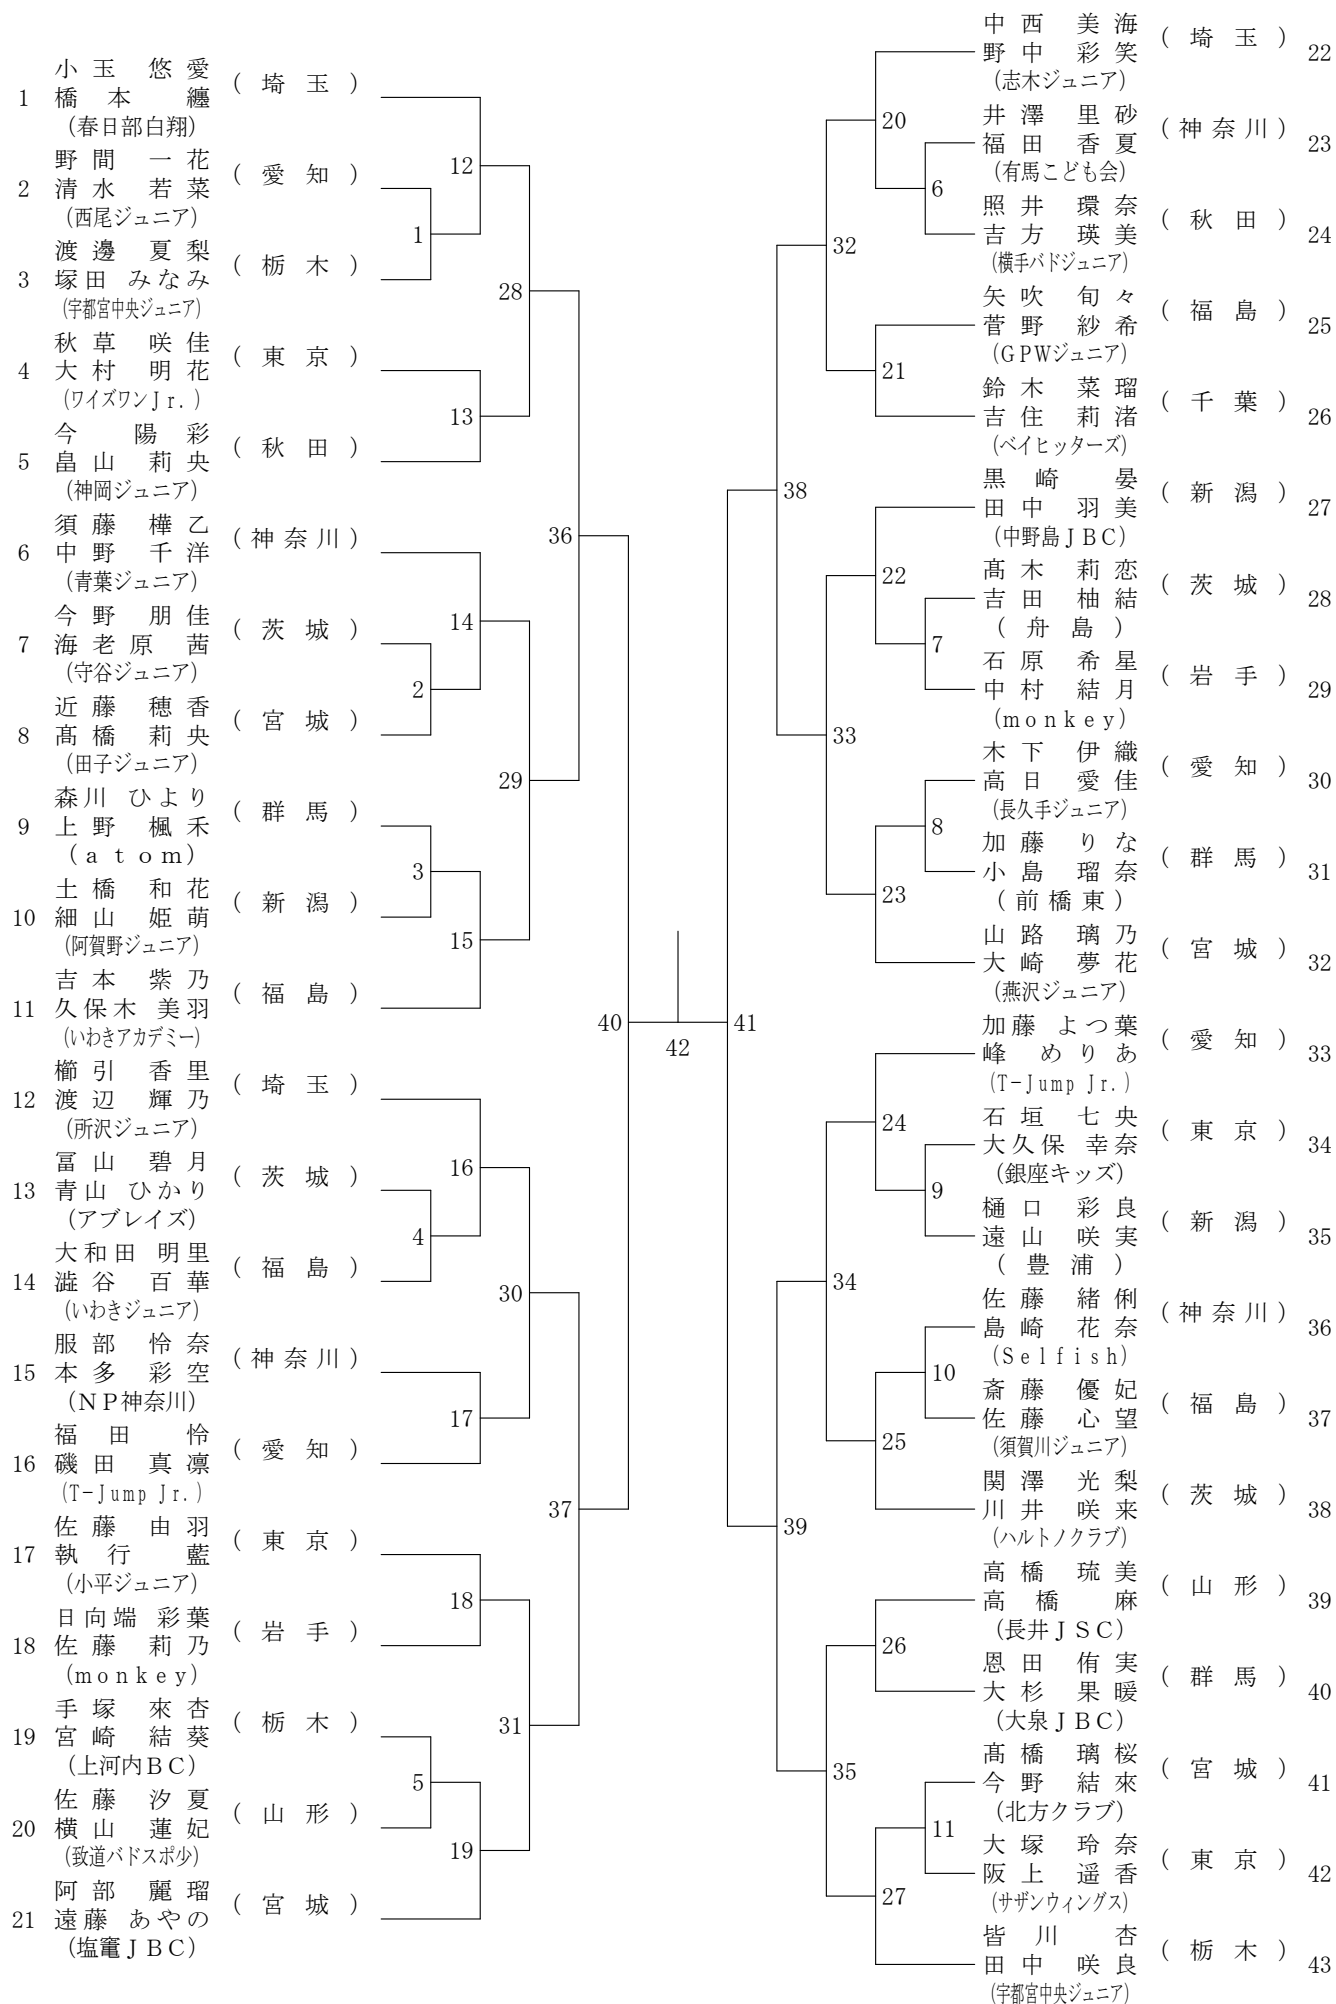 小玉 悠愛
1 橋本 纏 (埼玉)
(春日部白翔)
野間 一花
2 清水 若菜 (愛知)
(西尾ジュニア)
渡邊 夏梨
3 塚田 みなみ (栃木)
(宇都宮中央ジュニア)
秋草 咲佳
4 大村 明花 (東京)
(ワイズワンJr.)
今 陽彩
5 畠山 莉央 (秋田)
(神岡ジュニア)
須藤 樺乙
6 中野 千洋 (神奈川)
(青葉ジュニア)
今野 朋佳
7 海老原 茜 (茨城)
(守谷ジュニア)
近藤 穂香
8 髙橋 莉央 (宮城)
(田子ジュニア)
森川 ひより
9 上野 楓禾 (群馬)
(atom)
土橋 和花
10 細山 姫萌 (新潟)
(阿賀野ジュニア)
吉本 紫乃
11 久保木 美羽 (福島)
(いわきアカデミー)
櫛引 香里
12 渡辺 輝乃 (埼玉)
(所沢ジュニア)
冨山 碧月
13 青山 ひかり (茨城)
(アブレイズ)
大和田 明里
14 澁谷 百華 (福島)
(いわきジュニア)
服部 怜奈
15 本多 彩空 (神奈川)
(NP神奈川)
福田 怜
16 磯田 真凛 (愛知)
(T-Jump Jr.)
佐藤 由羽
17 執行 藍 (東京)
(小平ジュニア)
日向端 彩葉
18 佐藤 莉乃 (岩手)
(monkey)
手塚 來杏
19 宮崎 結葵 (栃木)
(上河内BC)
佐藤 汐夏
20 横山 蓮妃 (山形)
(致道バドスポ少)
阿部 麗瑠
21 遠藤 あやの (宮城)
(塩竈JBC)
1
2
3
4
5
12
13
14
15
16
17
18
19
28
29
30
31
36
37
40
42
41
38
39
32
33
34
35
20
21
22
23
24
25
26
27
6
7
8
9
10
11
中西 美海
野中 彩笑 (埼玉) 22
(志木ジュニア)
井澤 里砂
福田 香夏 (神奈川) 23
(有馬こども会)
照井 環奈
吉方 瑛美 (秋田) 24
(横手バドジュニア)
矢吹 旬々
菅野 紗希 (福島) 25
(GPWジュニア)
鈴木 菜瑠
吉住 莉渚 (千葉) 26
(ベイヒッターズ)
黒崎 晏
田中 羽美 (新潟) 27
(中野島JBC)
髙木 莉恋
吉田 柚結 (茨城) 28
(舟島)
石原 希星
中村 結月 (岩手) 29
(monkey)
木下 伊織
高日 愛佳 (愛知) 30
(長久手ジュニア)
加藤 りな
小島 瑠奈 (群馬) 31
(前橋東)
山路 璃乃
大崎 夢花 (宮城) 32
(燕沢ジュニア)
加藤 よつ葉
峰 めりあ (愛知) 33
(T-Jump Jr.)
石垣 七央
大久保 幸奈 (東京) 34
(銀座キッズ)
樋口 彩良
遠山 咲実 (新潟) 35
(豊浦)
佐藤 緒俐
島崎 花奈 (神奈川) 36
(Selfish)
斎藤 優妃
佐藤 心望 (福島) 37
(須賀川ジュニア)
関澤 光梨
川井 咲来 (茨城) 38
(ハルトノクラブ)
高橋 琉美
高橋 麻 (山形) 39
(長井JSC)
恩田 侑実
大杉 果暖 (群馬) 40
(大泉JBC)
髙橋 璃桜
今野 結來 (宮城) 41
(北方クラブ)
大塚 玲奈
阪上 遥香 (東京) 42
(サザンウィングス)
皆川 杏
田中 咲良 (栃木) 43
(宇都宮中央ジュニア)